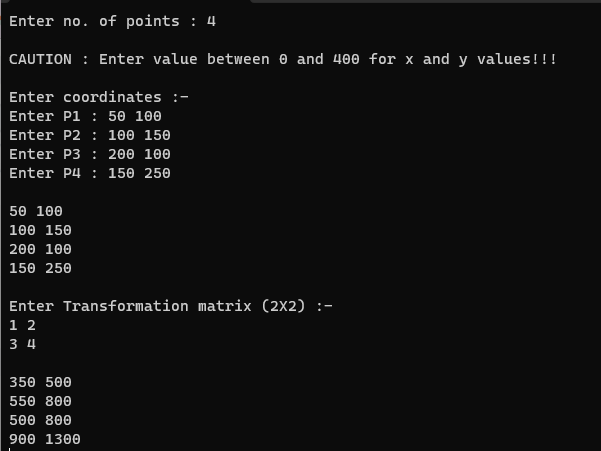 Enter no. of points : 4
CAUTION : Enter value between 0 and 400 for x and y values!!!
Enter coordinates :-
Enter P1 : 50 100
Enter P2 : 100 150
Enter P3 : 200 100
Enter P4 : 150 250
50 100
100 150
200 100
150 250
Enter Transformation matrix (2X2) :-
1 2
3 4
350 500
550 800
500 800
900 1300